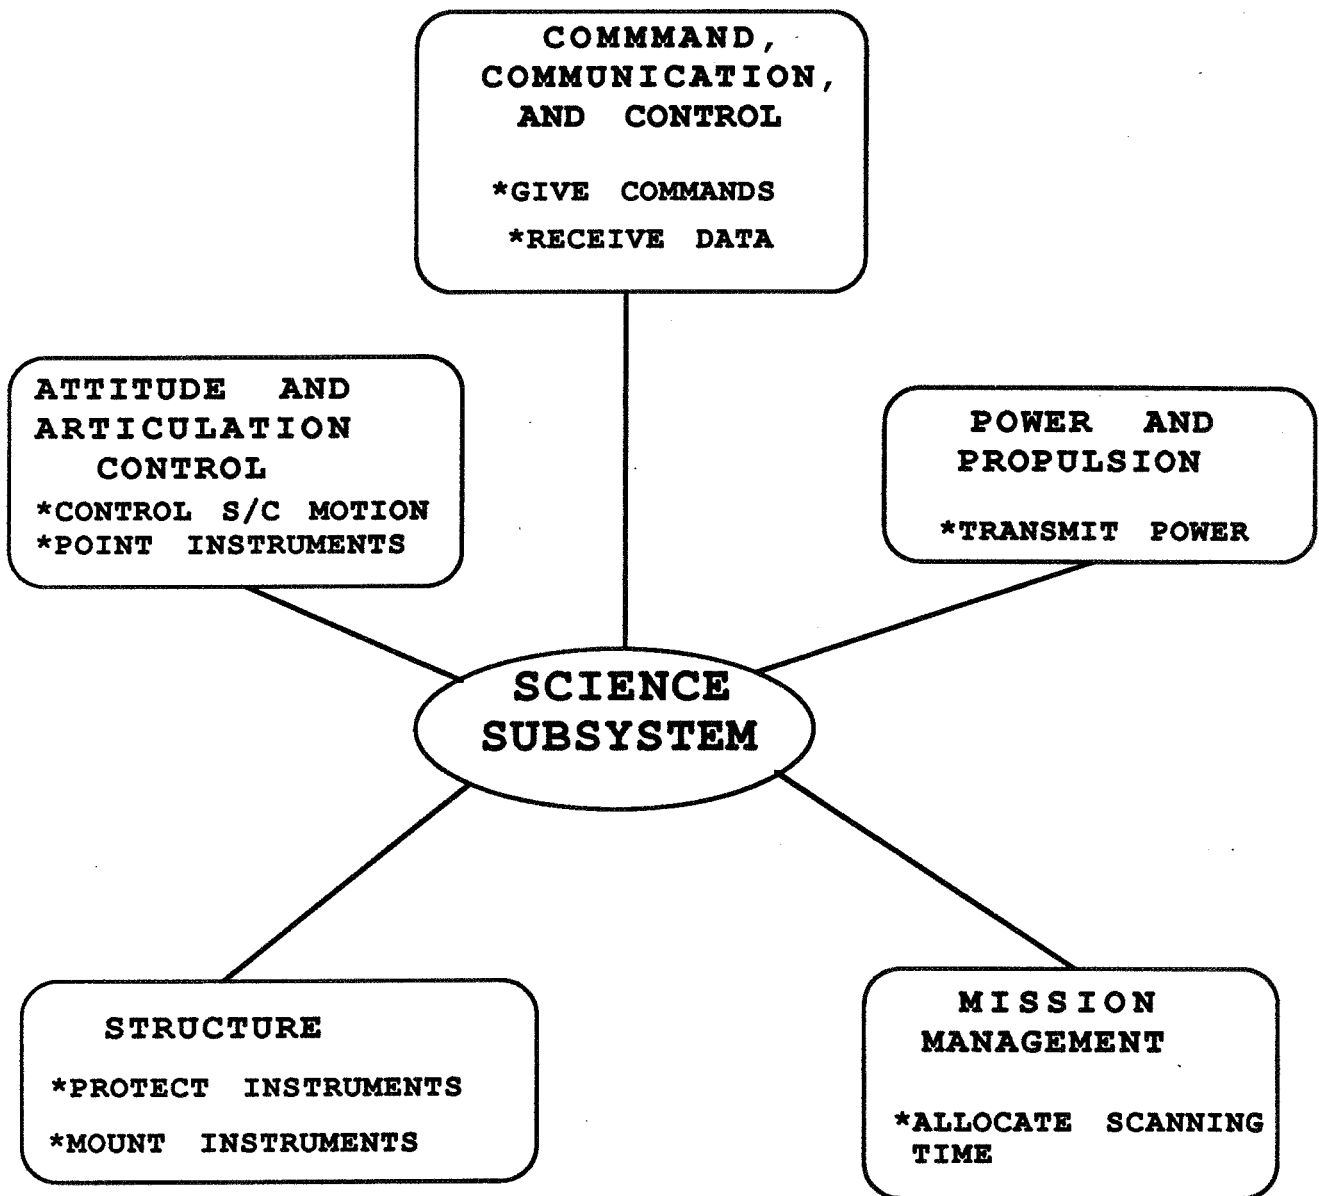 COMMMAND,
COMMUNICATION,
AND CONTROL
*GIVE COMMANDS
*RECEIVE DATA
ATTITUDE AND
ARTICULATION
CONTROL
*CONTROL S/C MOTION
*POINT INSTRUMENTS
POWER AND
PROPULSION
*TRANSMIT POWER
SCIENCE
SUBSYSTEM
STRUCTURE
*PROTECT INSTRUMENTS
*MOUNT INSTRUMENTS
MISSION
MANAGEMENT
*ALLOCATE SCANNING
TIME